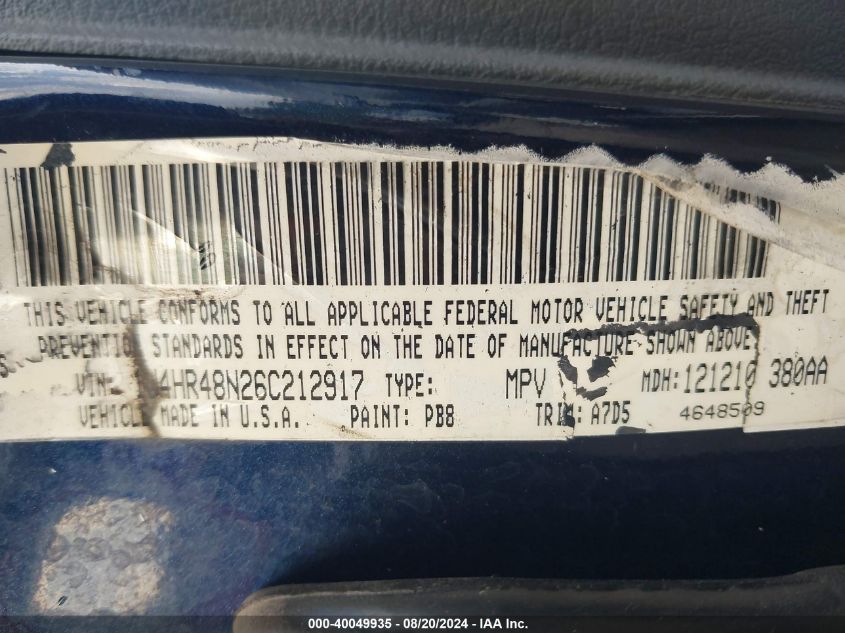 THIS VEHICLE CONFORMS TO ALL APPLICABLE FEDERAL MOTOR VEHICLE SAFETY AND THEFT
PREVENTION STANDARDS IN EFFECT ON THE DATE OF MANUFACTURE SHOWN ABOVE
VIN: 4HR48N26C212917 TYPE: MPV MDH: 121210 380AA
VEHICLE MADE IN U.S.A. PAINT: PB8 TRIM: A7D5 4648509
000-40049935 - 08/20/2024 - IAA Inc.